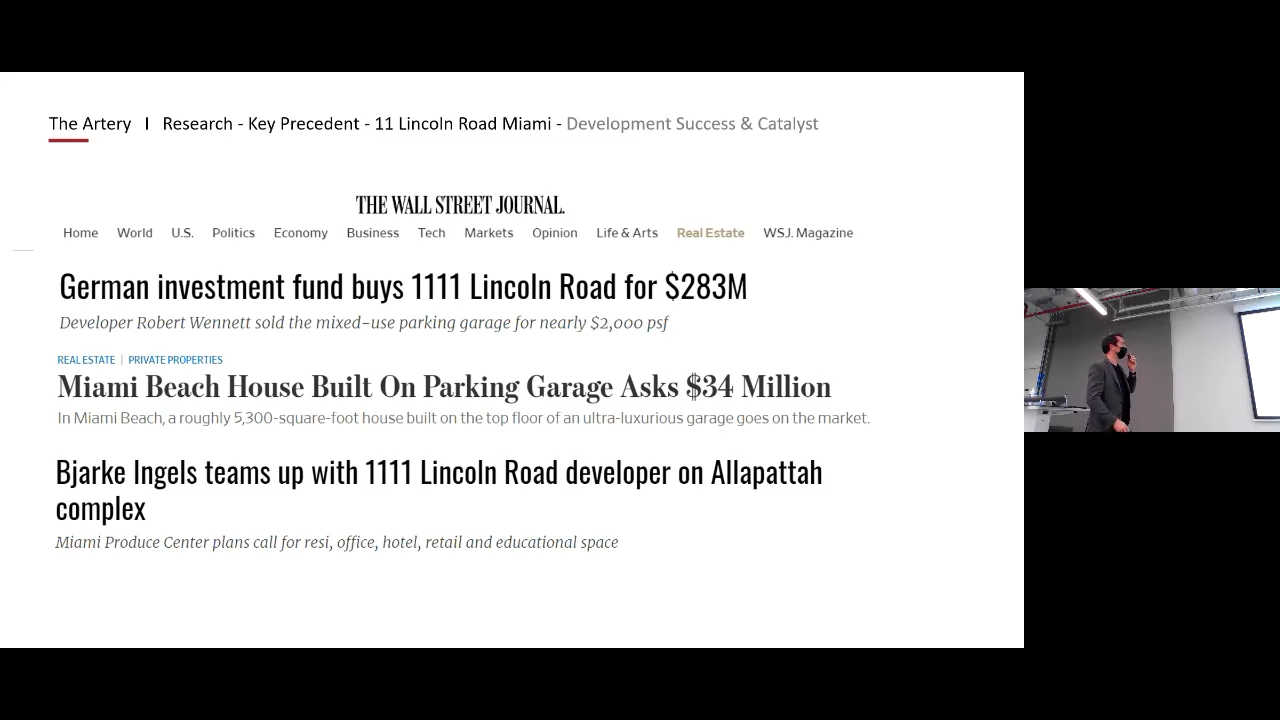 The Artery I Research - Key Precedent - 11 Lincoln Road Miami - Development Success & Catalyst
THE WALL STREET JOURNAL.
Home World U.S. Politics Economy Business Tech Markets Opinion Life & Arts Real Estate WSJ. Magazine
German investment fund buys 1111 Lincoln Road for $283M
Developer Robert Wennett sold the mixed-use parking garage for nearly $2,000 psf
REAL ESTATE | PRIVATE PROPERTIES
Miami Beach House Built On Parking Garage Asks $34 Million
In Miami Beach, a roughly 5,300-square-foot house built on the top floor of an ultra-luxurious garage goes on the market.
Bjarke Ingels teams up with 1111 Lincoln Road developer on Allapattah
complex
Miami Produce Center plans call for resi, office, hotel, retail and educational space